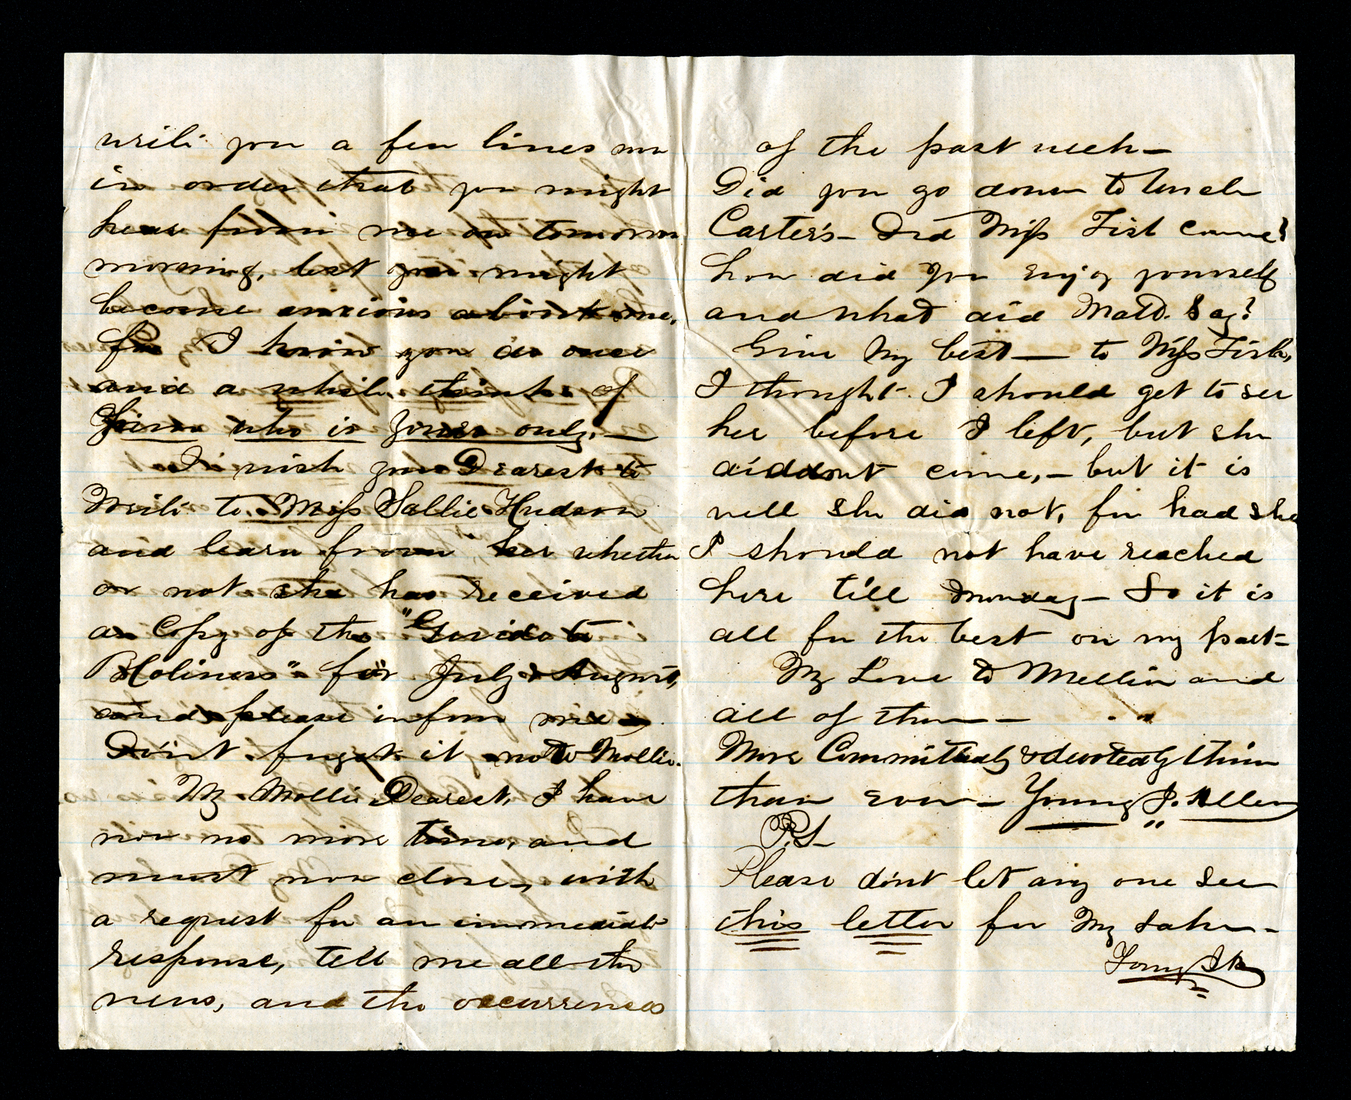 write you a few lines now
in order that you might
hear from me on tomorrow
morning, lest you might
become anxious about me,
for I know you do once
and a while think of
him who is yours only.—
I wish you Dearest to
Write to Miss Sallie Hudson
and learn from her whether
or not she has received
a Copy of the "Guide to
Holiness" for July & August,
and please inform me
Don't forget it now Mollie.
My Mollie Dearest, I have
now no more time, and
must now close, with
a request for an immediate
response, tell me all the
news, and the occurrences
of the past week—
Did you go down to Uncle
Carter's— Did Miss Fisk come?
how did you enjoy yourself
and what did Matt. Say?
Give My best— to Miss Fisk,
I thought I should get to see
her before I left, but she
diddnt come,— but it is
well she did not, for had she
I should not have reached
here till Monday— So it is
all for the best on my part—
My Love to Mellie and
all of them—
More Committedly & devotedly thine
than ever— Young J. Allen
P.S.
Please dont let any one see
this letter for My sake—
Young J A